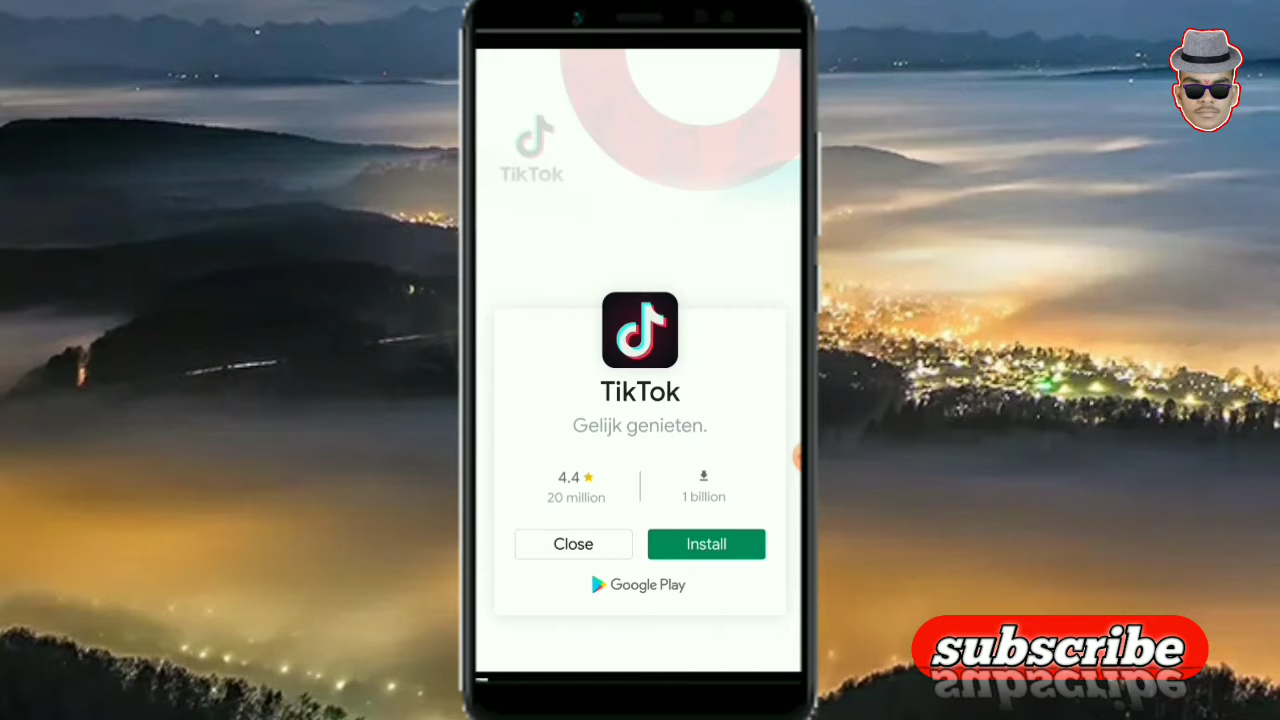 TikTok
TikTok
Gelijk genieten.
4.4
20 million
1 billion
Close
Install
Google Play
subscribe